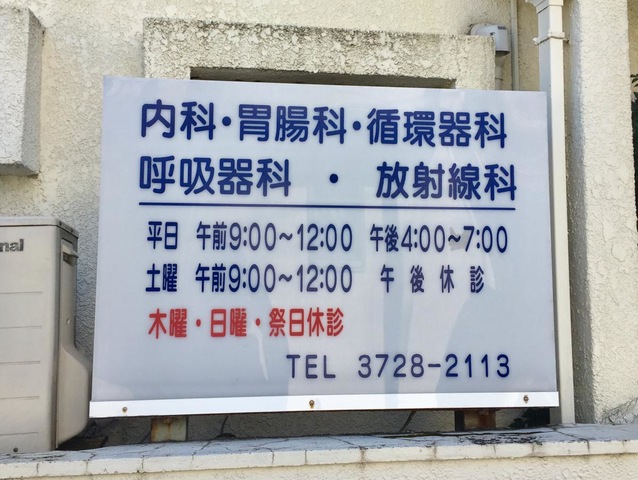 内科・胃腸科・循環器科
呼吸器科 ・ 放射線科
平日 午前9:00〜12:00 午後4:00〜7:00
土曜 午前9:00〜12:00 午後休診
木曜・日曜・祭日休診
TEL 3728-2113